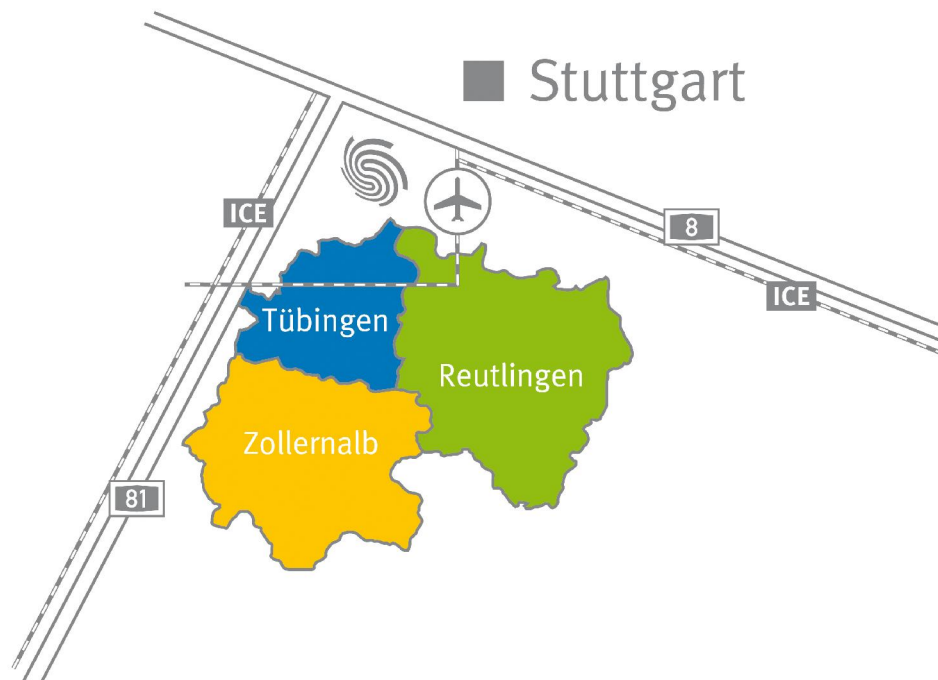 Stuttgart
ICE
8
ICE
Tübingen
Reutlingen
Zollernalb
81